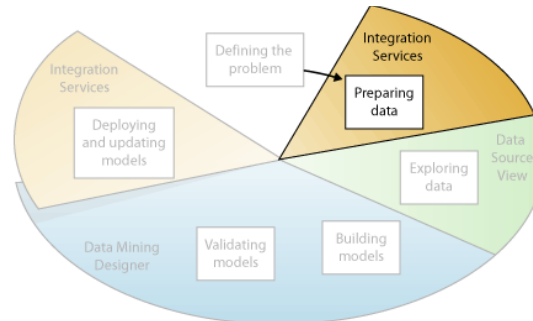 Integration
Services
Defining the
problem
Integration
Services
Preparing
data
Deploying
and updating
models
Data
Source
View
Exploring
data
Data Mining
Designer
Validating
models
Building
models